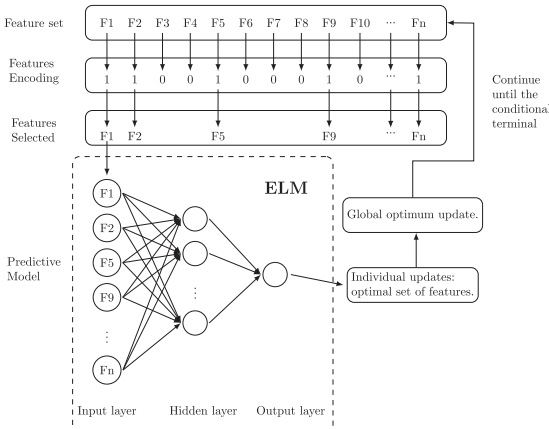 Feature set
F1 F2 F3 F4 F5 F6 F7 F8 F9 F10 ... Fn
Features
Encoding
1 1 0 0 1 0 0 0 1 0 ... 1
Features
Selected
F1 F2 F5 F9 ... Fn
Continue
until the
conditional
terminal
ELM
Predictive
Model
F1
F2
F5
F9
⋮
Fn
⋮
Global optimum update.
Individual updates:
optimal set of features.
Input layer
Hidden layer
Output layer